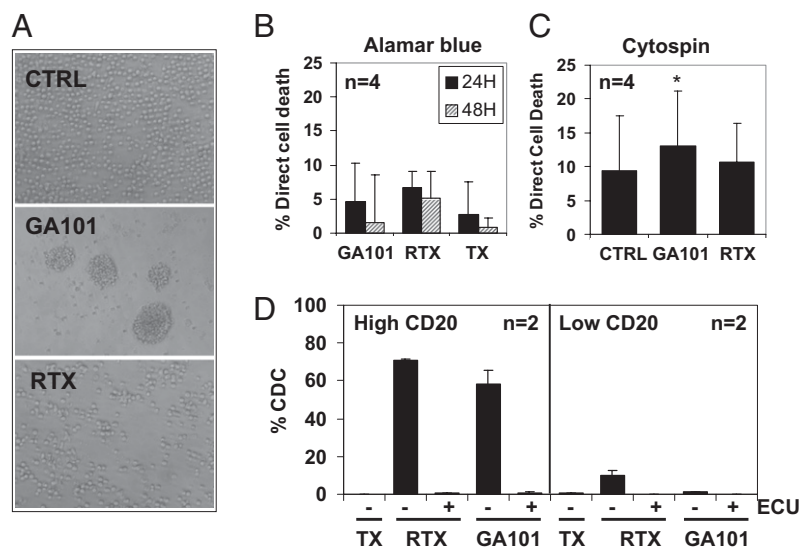 A
CTRL
GA101
RTX
B
Alamar blue
n=4
24H
48H
% Direct cell death
25
20
15
10
5
0
GA101 RTX TX
C
Cytospin
n=4
*
% Direct Cell Death
25
20
15
10
5
0
CTRL GA101 RTX
D
High CD20 n=2 Low CD20 n=2
% CDC
100
80
60
40
20
0
- - + - + - - + - + ECU
TX RTX GA101 TX RTX GA101